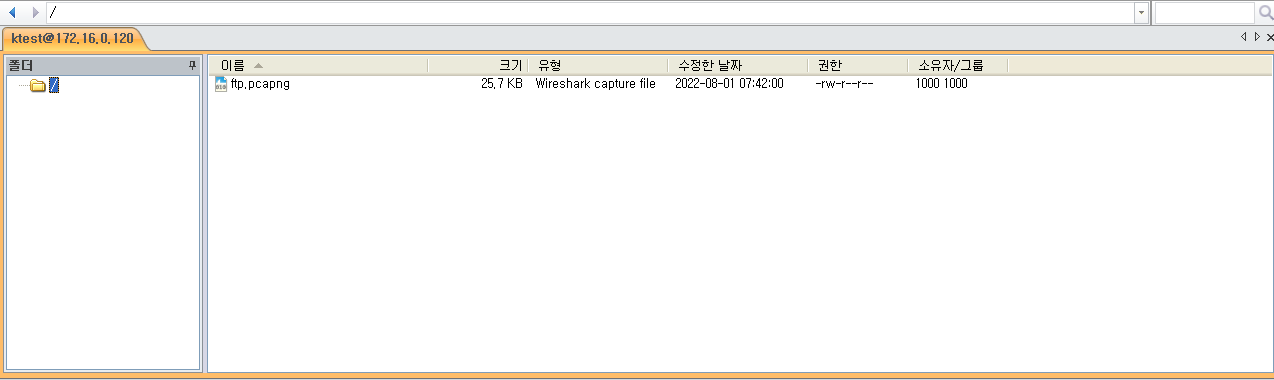 /
ktest@172.16.0.120
폴더
/
이름 크기 유형 수정한 날짜 권한 소유자/그룹
ftp.pcapng 25.7 KB Wireshark capture file 2022-08-01 07:42:00 -rw-r--r-- 1000 1000